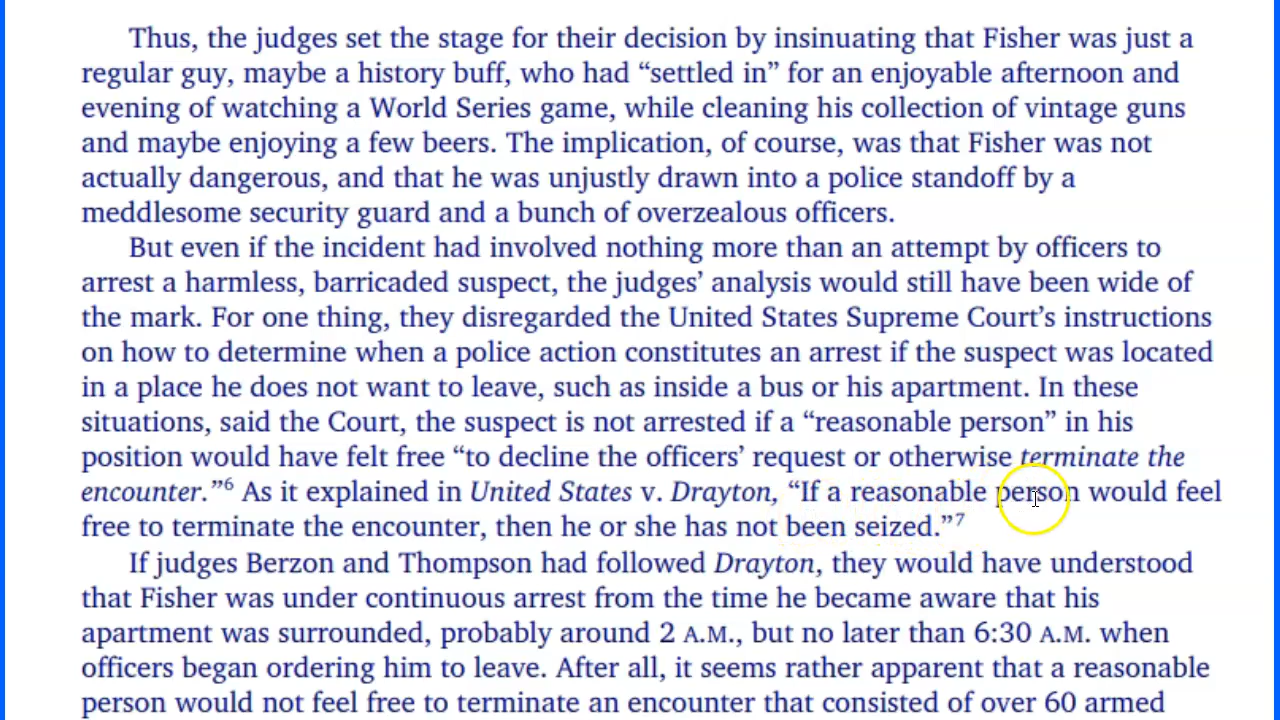 Thus, the judges set the stage for their decision by insinuating that Fisher was just a
regular guy, maybe a history buff, who had “settled in” for an enjoyable afternoon and
evening of watching a World Series game, while cleaning his collection of vintage guns
and maybe enjoying a few beers. The implication, of course, was that Fisher was not
actually dangerous, and that he was unjustly drawn into a police standoff by a
meddlesome security guard and a bunch of overzealous officers.
But even if the incident had involved nothing more than an attempt by officers to
arrest a harmless, barricaded suspect, the judges’ analysis would still have been wide of
the mark. For one thing, they disregarded the United States Supreme Court’s instructions
on how to determine when a police action constitutes an arrest if the suspect was located
in a place he does not want to leave, such as inside a bus or his apartment. In these
situations, said the Court, the suspect is not arrested if a “reasonable person” in his
position would have felt free “to decline the officers’ request or otherwise terminate the
encounter.”⁶ As it explained in United States v. Drayton, “If a reasonable person would feel
free to terminate the encounter, then he or she has not been seized.”⁷
If judges Berzon and Thompson had followed Drayton, they would have understood
that Fisher was under continuous arrest from the time he became aware that his
apartment was surrounded, probably around 2 A.M., but no later than 6:30 A.M. when
officers began ordering him to leave. After all, it seems rather apparent that a reasonable
person would not feel free to terminate an encounter that consisted of over 60 armed